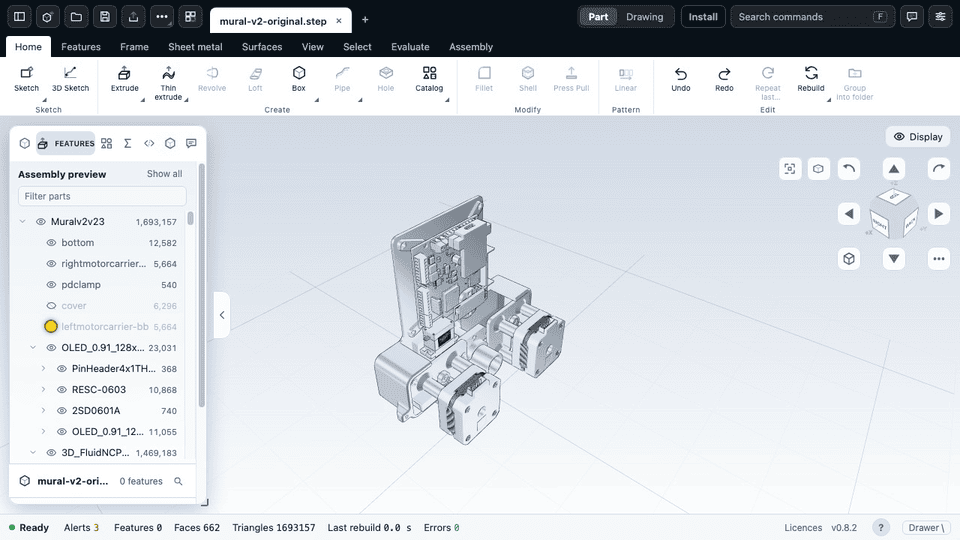 mural-v2-original.step
Part
Drawing
Install
Search commands
F
Home
Features
Frame
Sheet metal
Surfaces
View
Select
Evaluate
Assembly
Sketch
3D Sketch
Extrude
Thin extrude
Revolve
Loft
Box
Pipe
Hole
Catalog
Fillet
Shell
Press Pull
Linear
Undo
Redo
Repeat last...
Rebuild
Group into folder
Sketch
Create
Modify
Pattern
Edit
FEATURES
Display
Assembly preview
Show all
Filter parts
Muralv2v23 1,693,157
bottom 12,582
rightmotorcarrier... 5,664
pdclamp 540
cover 6,296
leftmotorcarrier-bb 5,664
OLED_0.91_128x... 23,031
PinHeader4x1TH... 368
RESC-0603 10,868
2SD0601A 740
OLED_0.91_12... 11,055
3D_FluidNCP... 1,469,183
mural-v2-ori... 0 features
TOP
RIGHT
BACK
Ready
Alerts 3
Features 0
Faces 662
Triangles 1693157
Last rebuild 0.0 s
Errors 0
Licences
v0.8.2
?
Drawer \